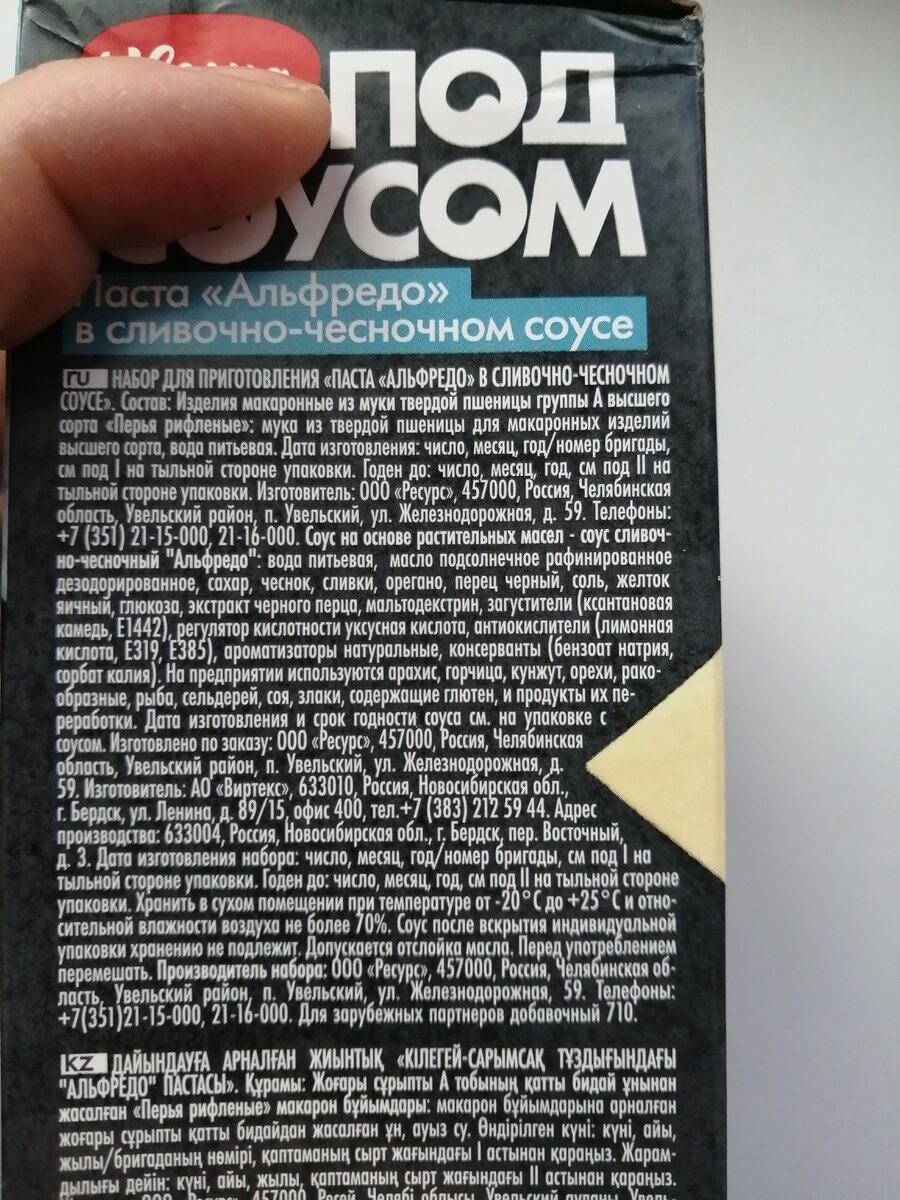 ПОД
СОУСОМ
Паста «Альфредо»
в сливочно-чесночном соусе
RU НАБОР ДЛЯ ПРИГОТОВЛЕНИЯ «ПАСТА «АЛЬФРЕДО» В СЛИВОЧНО-ЧЕСНОЧНОМ
СОУСЕ». Состав: Изделия макаронные из муки твердой пшеницы группы А высшего
сорта «Перья рифленые»: мука из твердой пшеницы для макаронных изделий
высшего сорта, вода питьевая. Дата изготовления: число, месяц, год/номер бригады,
см под I на тыльной стороне упаковки. Годен до: число, месяц, год, см под II на
тыльной стороне упаковки. Изготовитель: ООО «Ресурс», 457000, Россия, Челябинская
область, Увельский район, п. Увельский, ул. Железнодорожная, д. 59. Телефоны:
+7 (351) 21-15-000, 21-16-000. Соус на основе растительных масел - соус сливоч-
но-чесночный "Альфредо": вода питьевая, масло подсолнечное рафинированное
дезодорированное, сахар, чеснок, сливки, орегано, перец черный, соль, желток
яичный, глюкоза, экстракт черного перца, мальтодекстрин, загустители (ксантановая
камедь, Е1442), регулятор кислотности уксусная кислота, антиокислители (лимонная
кислота, Е319, Е385), ароматизаторы натуральные, консерванты (бензоат натрия,
сорбат калия). На предприятии используются арахис, горчица, кунжут, орехи, рако-
образные, рыба, сельдерей, соя, злаки, содержащие глютен, и продукты их пе-
реработки. Дата изготовления и срок годности соуса см. на упаковке с
соусом. Изготовлено по заказу: ООО «Ресурс», 457000, Россия, Челябинская
область, Увельский район, п. Увельский, ул. Железнодорожная, д.
59. Изготовитель: АО «Виртекс», 633010, Россия, Новосибирская обл.,
г. Бердск, ул. Ленина, д. 89/15, офис 400, тел.+7 (383) 212 59 44. Адрес
производства: 633004, Россия, Новосибирская обл., г. Бердск, пер. Восточный,
д. 3. Дата изготовления набора: число, месяц, год/номер бригады, см под I на
тыльной стороне упаковки. Годен до: число, месяц, год, см под II на тыльной стороне
упаковки. Хранить в сухом помещении при температуре от -20°С до +25°С и отно-
сительной влажности воздуха не более 70%. Соус после вскрытия индивидуальной
упаковки хранению не подлежит. Допускается отслойка масла. Перед употреблением
перемешать. Производитель набора: ООО «Ресурс», 457000, Россия, Челябинская об-
ласть, Увельский район, п. Увельский, ул. Железнодорожная, 59. Телефоны:
+7(351)21-15-000, 21-16-000. Для зарубежных партнеров добавочный 710.
KZ ДАЙЫНДАУҒА АРНАЛҒАН ЖИЫНТЫҚ «КІЛЕГЕЙ-САРЫМСАҚ ТҰЗДЫҒЫНДАҒЫ
"АЛЬФРЕДО" ПАСТАСЫ». Құрамы: Жоғары сұрыпты А тобының қатты бидай ұнынан
жасалған «Перья рифленые» макарон бұйымдары: макарон бұйымдарына арналған
жоғары сұрыпты қатты бидайдан жасалған ұн, ауыз су. Өндірілген күні: күні, айы,
жылы/бригаданың нөмірі, қаптаманың сырт жағындағы I астынан қараңыз. Жарам-
дылығы дейін: күні, айы, жылы, қаптаманың сырт жағындағы II астынан қараңыз.
«Ресурс», 457000, Ресей, Челябі облысы, Увельский ауданы,